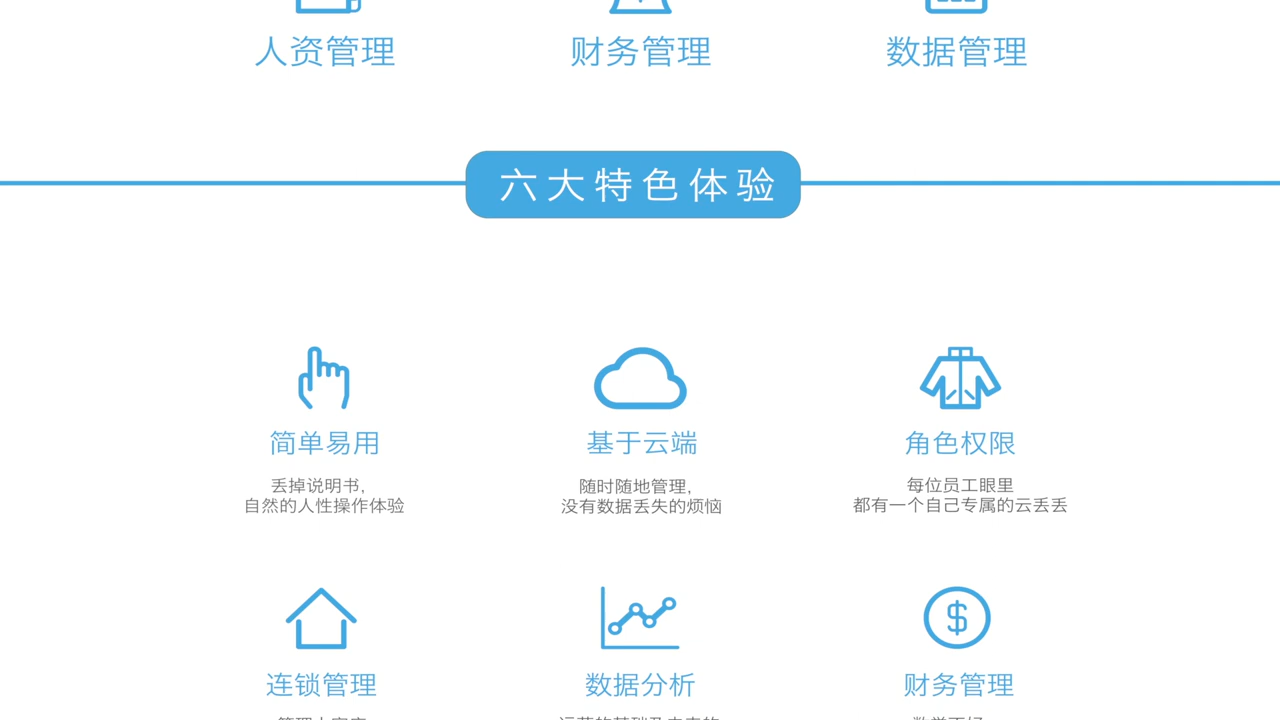 人资管理 财务管理 数据管理
六大特色体验
简单易用 基于云端 角色权限
丢掉说明书, 随时随地管理, 每位员工眼里
自然的人性操作体验 没有数据丢失的烦恼 都有一个自己专属的云丢丢
$
连锁管理 数据分析 财务管理